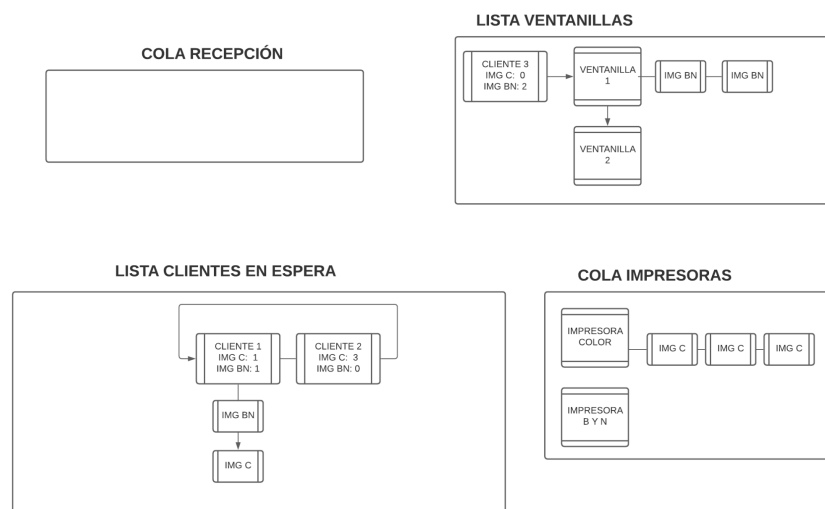 COLA RECEPCIÓN
LISTA VENTANILLAS
CLIENTE 3
IMG C: 0
IMG BN: 2
VENTANILLA
1
IMG BN
IMG BN
VENTANILLA
2
LISTA CLIENTES EN ESPERA
CLIENTE 1
IMG C: 1
IMG BN: 1
CLIENTE 2
IMG C: 3
IMG BN: 0
IMG BN
IMG C
COLA IMPRESORAS
IMPRESORA
COLOR
IMG C
IMG C
IMG C
IMPRESORA
B Y N